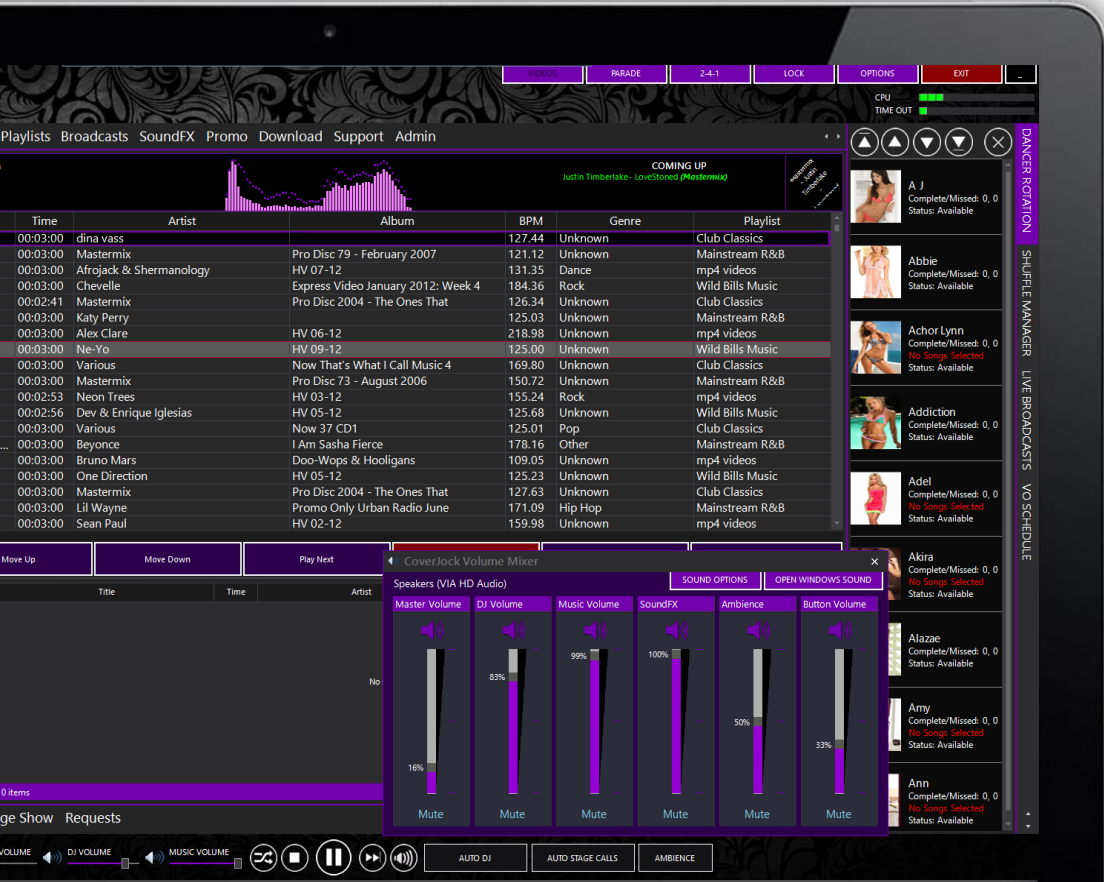 VIDEOS PARADE 2-4-1 LOCK OPTIONS EXIT _
CPU
TIME OUT
Playlists Broadcasts SoundFX Promo Download Support Admin
COMING UP
Justin Timberlake- LoveStoned (Mastermix)
Mastermix
- Justin
Timberlake
Time Artist Album BPM Genre Playlist
00:03:00 dina vass 127.44 Unknown Club Classics
00:03:00 Mastermix Pro Disc 79 - February 2007 121.12 Unknown Mainstream R&B
00:03:00 Afrojack & Shermanology HV 07-12 131.35 Dance mp4 videos
00:03:00 Chevelle Express Video January 2012: Week 4 184.36 Rock Wild Bills Music
00:02:41 Mastermix Pro Disc 2004 - The Ones That 126.34 Unknown Club Classics
00:03:00 Katy Perry 125.03 Unknown Mainstream R&B
00:03:00 Alex Clare HV 06-12 218.98 Unknown mp4 videos
00:03:00 Ne-Yo HV 09-12 125.00 Unknown Wild Bills Music
00:03:00 Various Now That's What I Call Music 4 169.80 Unknown Club Classics
00:03:00 Mastermix Pro Disc 73 - August 2006 150.72 Unknown Mainstream R&B
00:02:53 Neon Trees HV 03-12 155.24 Rock mp4 videos
00:02:56 Dev & Enrique Iglesias HV 05-12 125.68 Unknown Wild Bills Music
00:03:00 Various Now 37 CD1 125.01 Pop Club Classics
... 00:03:00 Beyonce I Am Sasha Fierce 178.16 Other Mainstream R&B
00:03:00 Bruno Mars Doo-Wops & Hooligans 109.05 Unknown mp4 videos
00:03:00 One Direction HV 05-12 125.23 Unknown Wild Bills Music
00:03:00 Mastermix Pro Disc 2004 - The Ones That 127.63 Unknown Club Classics
00:03:00 Lil Wayne Promo Only Urban Radio June 171.09 Hip Hop Mainstream R&B
00:03:00 Sean Paul HV 02-12 159.98 Unknown mp4 videos
Move Up Move Down Play Next
Title Time Artist
No
0 items
ge Show Requests
VOLUME DJ VOLUME MUSIC VOLUME AUTO DJ AUTO STAGE CALLS AMBIENCE
CoverJock Volume Mixer
Speakers (VIA HD Audio) SOUND OPTIONS OPEN WINDOWS SOUND
Master Volume DJ Volume Music Volume SoundFX Ambience Button Volume
16% 83% 99% 100% 50% 33%
Mute Mute Mute Mute Mute Mute
A J
Complete/Missed: 0, 0
Status: Available
Abbie
Complete/Missed: 0, 0
Status: Available
Achor Lynn
Complete/Missed: 0, 0
No Songs Selected
Status: Available
Addiction
Complete/Missed: 0, 0
Status: Available
Adel
Complete/Missed: 0, 0
No Songs Selected
Status: Available
Akira
Complete/Missed: 0, 0
No Songs Selected
Status: Available
Alazae
Complete/Missed: 0, 0
Status: Available
Amy
Complete/Missed: 0, 0
No Songs Selected
Status: Available
Ann
Complete/Missed: 0, 0
No Songs Selected
Status: Available
DANCER ROTATION
SHUFFLE MANAGER
LIVE BROADCASTS
VO SCHEDULE